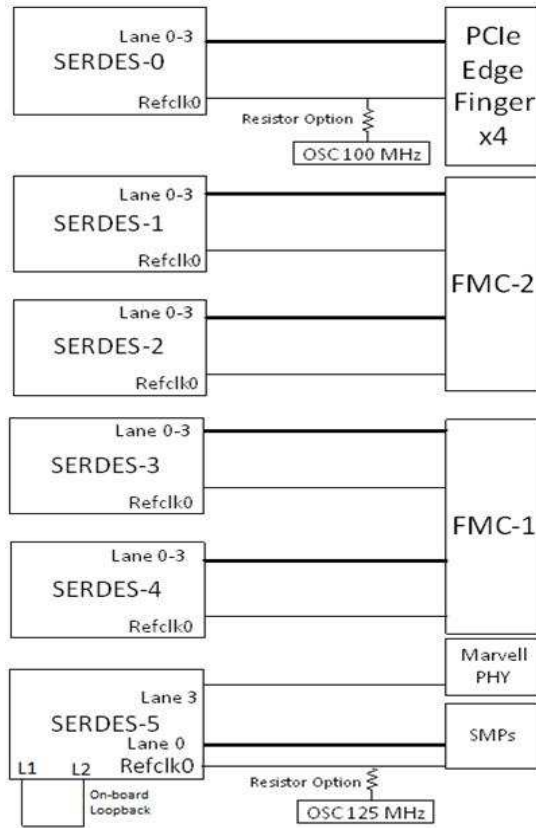 Lane 0-3
SERDES-0
Refclk0
Resistor Option
OSC 100 MHz
PCIe
Edge
Finger
x4
Lane 0-3
SERDES-1
Refclk0
Lane 0-3
SERDES-2
Refclk0
FMC-2
Lane 0-3
SERDES-3
Refclk0
Lane 0-3
SERDES-4
Refclk0
FMC-1
Marvell
PHY
Lane 3
SERDES-5
Lane 0
L1
L2
Refclk0
SMPs
Resistor Option
On-board
Loopback
OSC 125 MHz